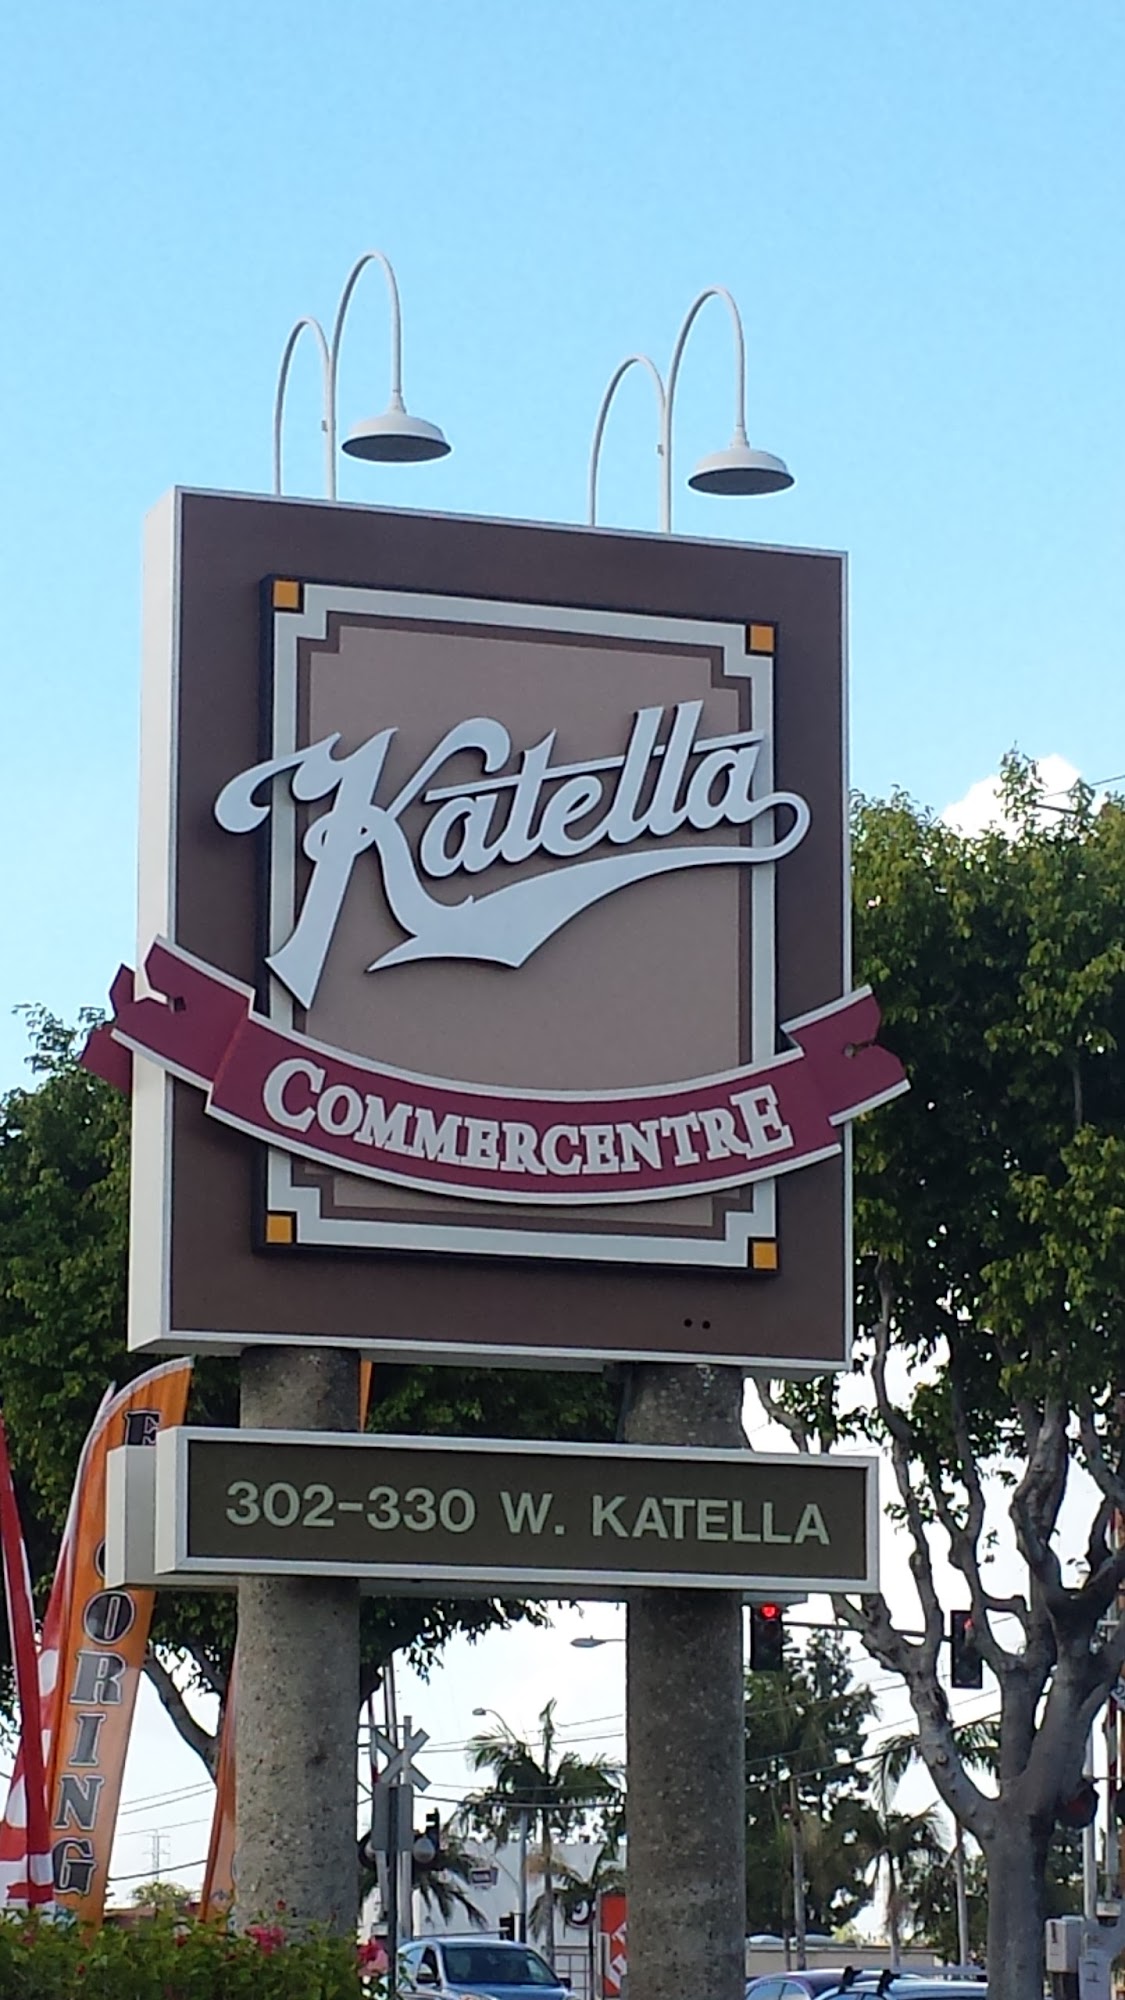 Katella
COMMERCENTRE
302-330 W. KATELLA